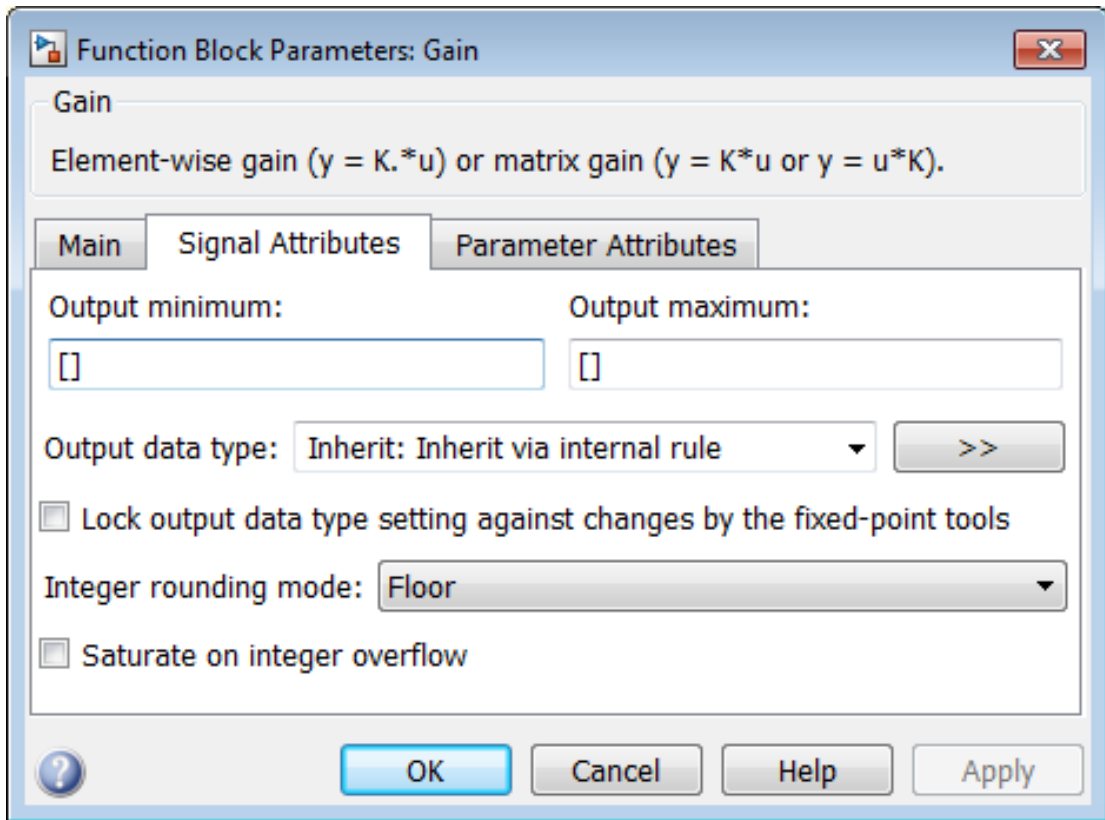 Function Block Parameters: Gain
Gain
Element-wise gain (y = K.*u) or matrix gain (y = K*u or y = u*K).
Main Signal Attributes Parameter Attributes
Output minimum: Output maximum:
[] []
Output data type: Inherit: Inherit via internal rule >>
Lock output data type setting against changes by the fixed-point tools
Integer rounding mode: Floor
Saturate on integer overflow
? OK Cancel Help Apply